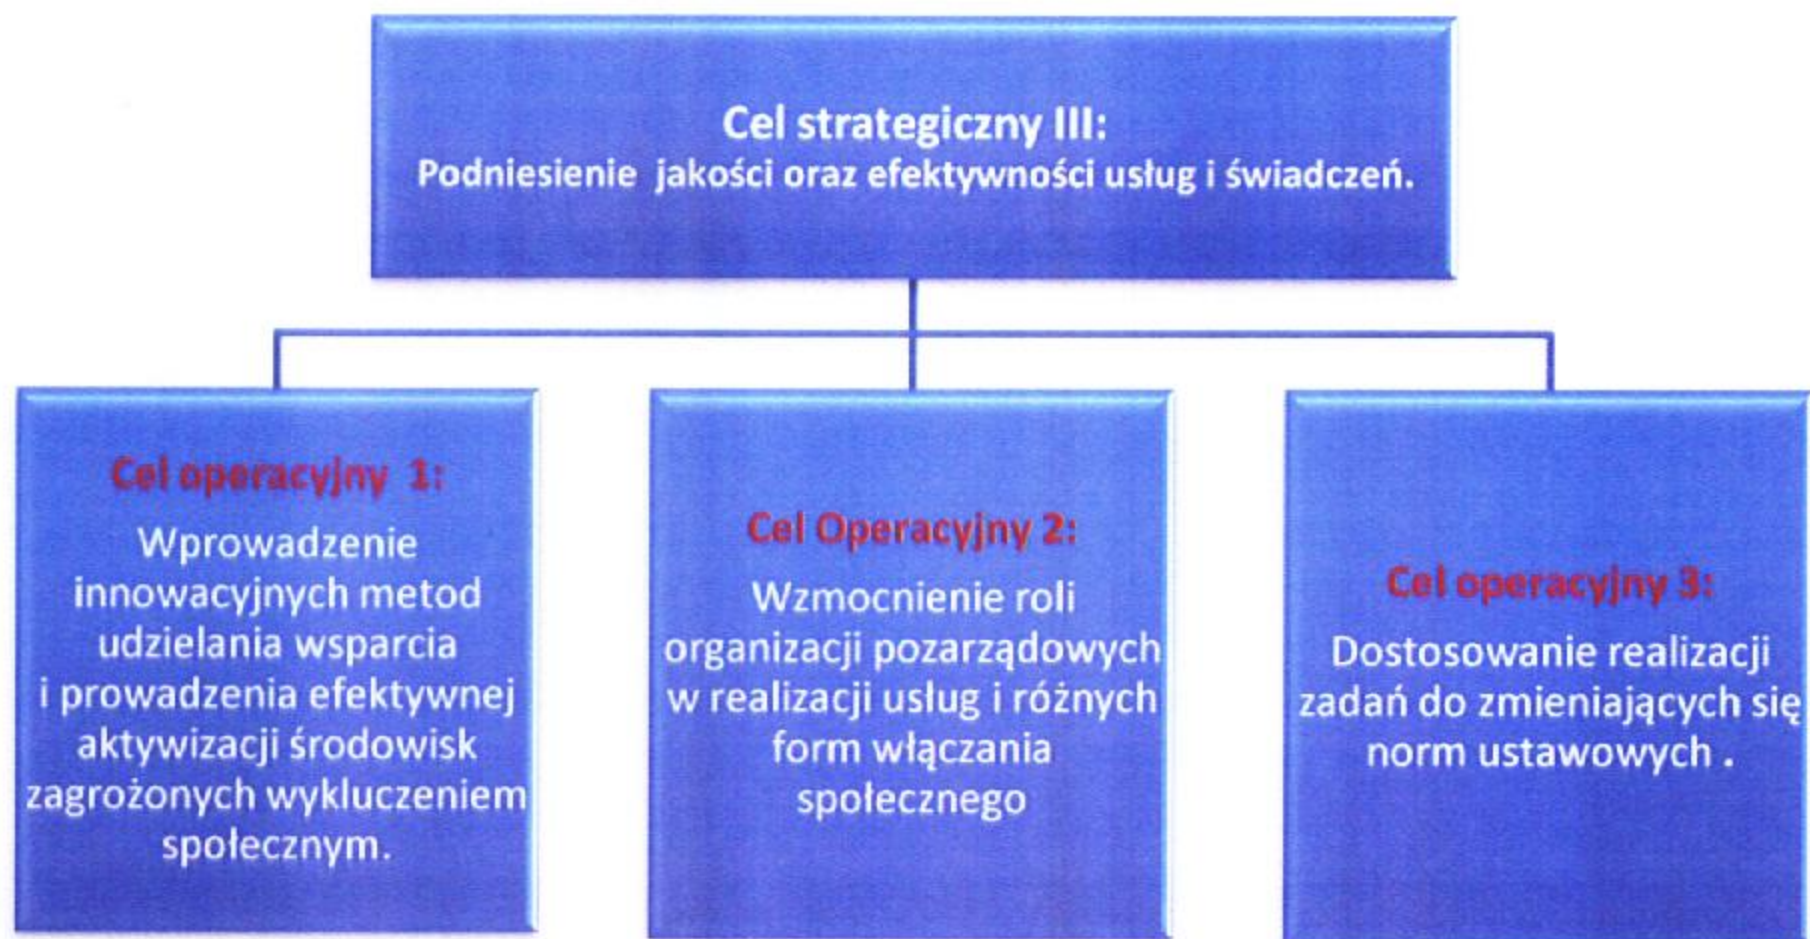 Cel strategiczny III:
Podniesienie jakości oraz efektywności usług i świadczeń.
Cel operacyjny 1:
Wprowadzenie
innowacyjnych metod
udzielania wsparcia
i prowadzenia efektywnej
aktywizacji środowisk
zagrożonych wykluczeniem
społecznym.
Cel Operacyjny 2:
Wzmocnienie roli
organizacji pozarządowych
w realizacji usług i różnych
form włączania
społecznego
Cel operacyjny 3:
Dostosowanie realizacji
zadań do zmieniających się
norm ustawowych .